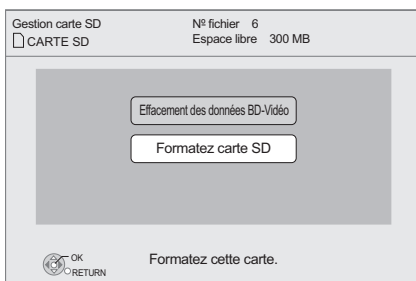 Gestion carte SD
Nº fichier 6
CARTE SD
Espace libre 300 MB
Effacement des données BD-Vidéo
Formatez carte SD
OK
RETURN
Formatez cette carte.